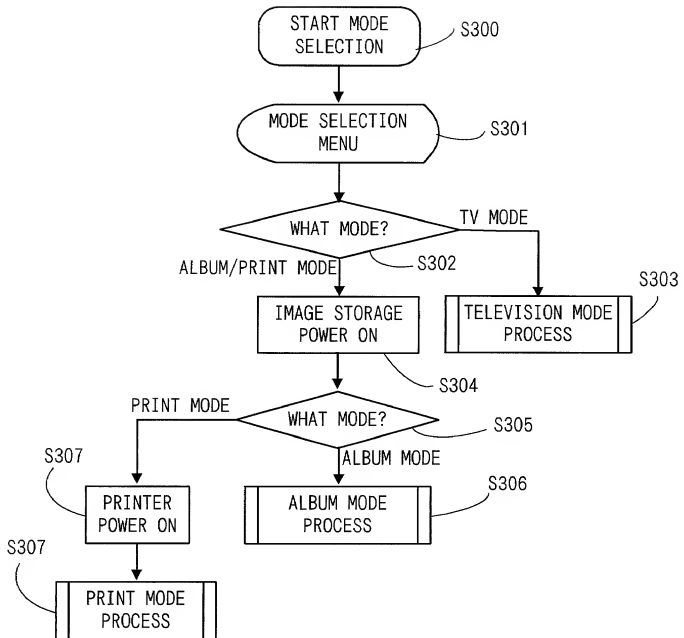 START MODE
SELECTION
S300
MODE SELECTION
MENU
S301
WHAT MODE?
TV MODE
S302
ALBUM/PRINT MODE
S303
IMAGE STORAGE
POWER ON
TELEVISION MODE
PROCESS
S304
PRINT MODE
WHAT MODE?
S305
ALBUM MODE
S307
PRINTER
POWER ON
ALBUM MODE
PROCESS
S306
S307
PRINT MODE
PROCESS